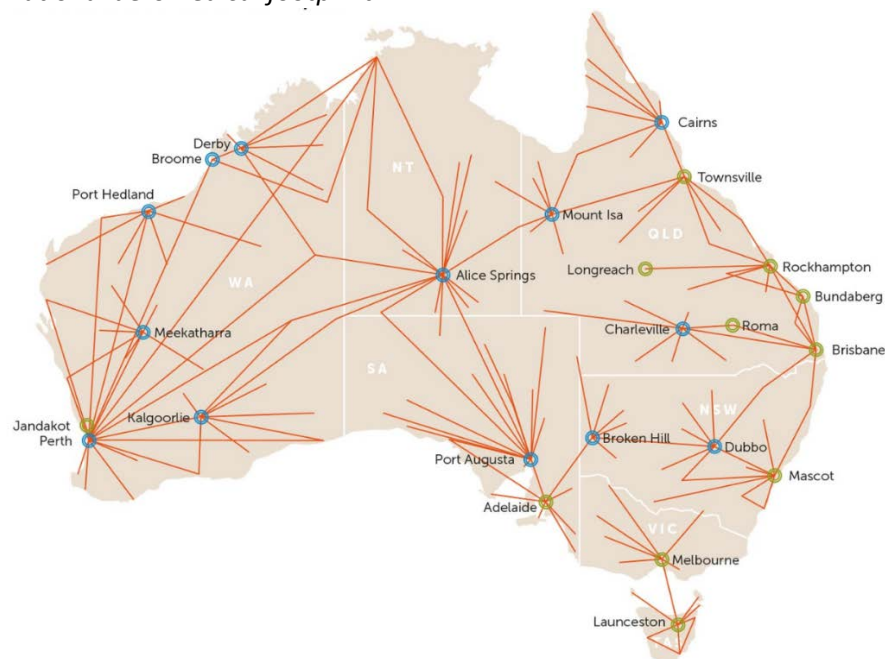 Cairns
Derby
Broome
NT
Townsville
Port Hedland
Mount Isa
QLD
Longreach
Rockhampton
Alice Springs
WA
Bundaberg
Meekatharra
Charleville
Roma
Brisbane
SA
NSW
Jandakot
Perth
Kalgoorlie
Broken Hill
Dubbo
Port Augusta
Mascot
Adelaide
VIC
Melbourne
Launceston